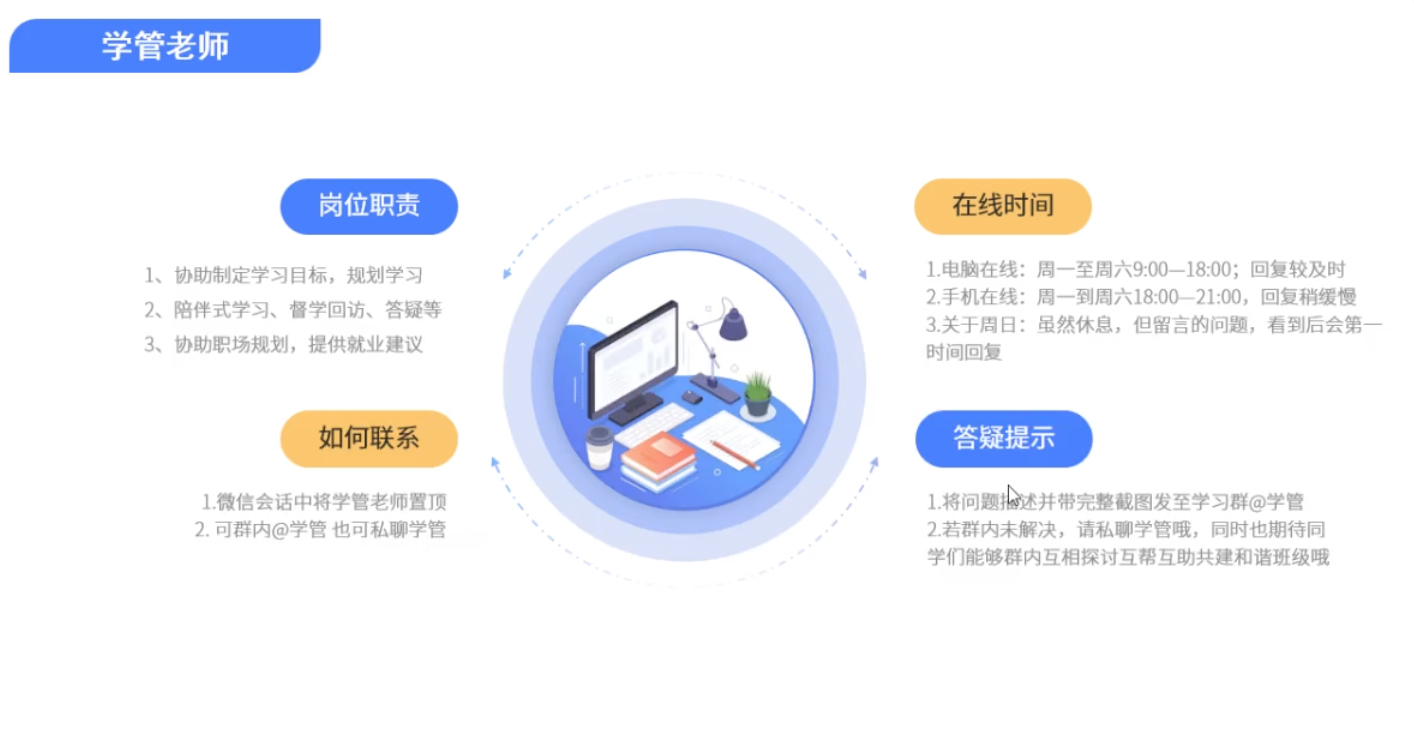 学管老师
岗位职责
1、协助制定学习目标，规划学习
2、陪伴式学习、督学回访、答疑等
3、协助职场规划，提供就业建议
如何联系
1.微信会话中将学管老师置顶
2. 可群内@学管 也可私聊学管
在线时间
1.电脑在线：周一至周六9:00—18:00；回复较及时
2.手机在线：周一到周六18:00—21:00，回复稍缓慢
3.关于周日：虽然休息，但留言的问题，看到后会第一
时间回复
答疑提示
1.将问题描述并带完整截图发至学习群@学管
2.若群内未解决，请私聊学管哦，同时也期待同
学们能够群内互相探讨互帮互助共建和谐班级哦